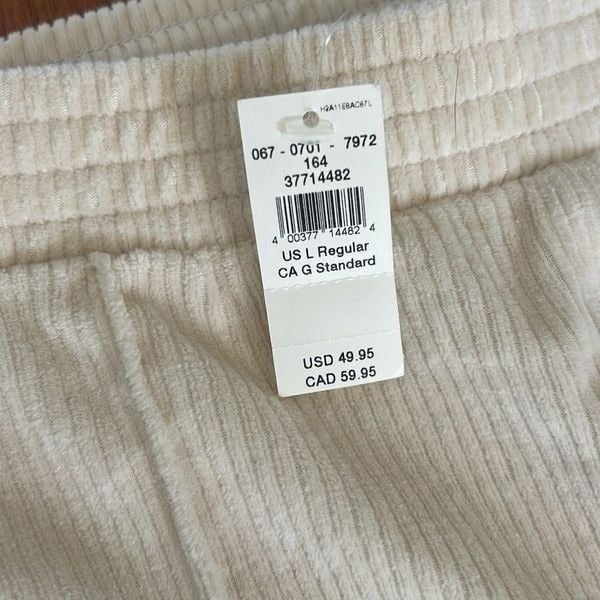 H2A11E8AC87L
067 - 0701 - 7972
164
37714482
4 00377 14482 4
US L Regular
CA G Standard
USD 49.95
CAD 59.95